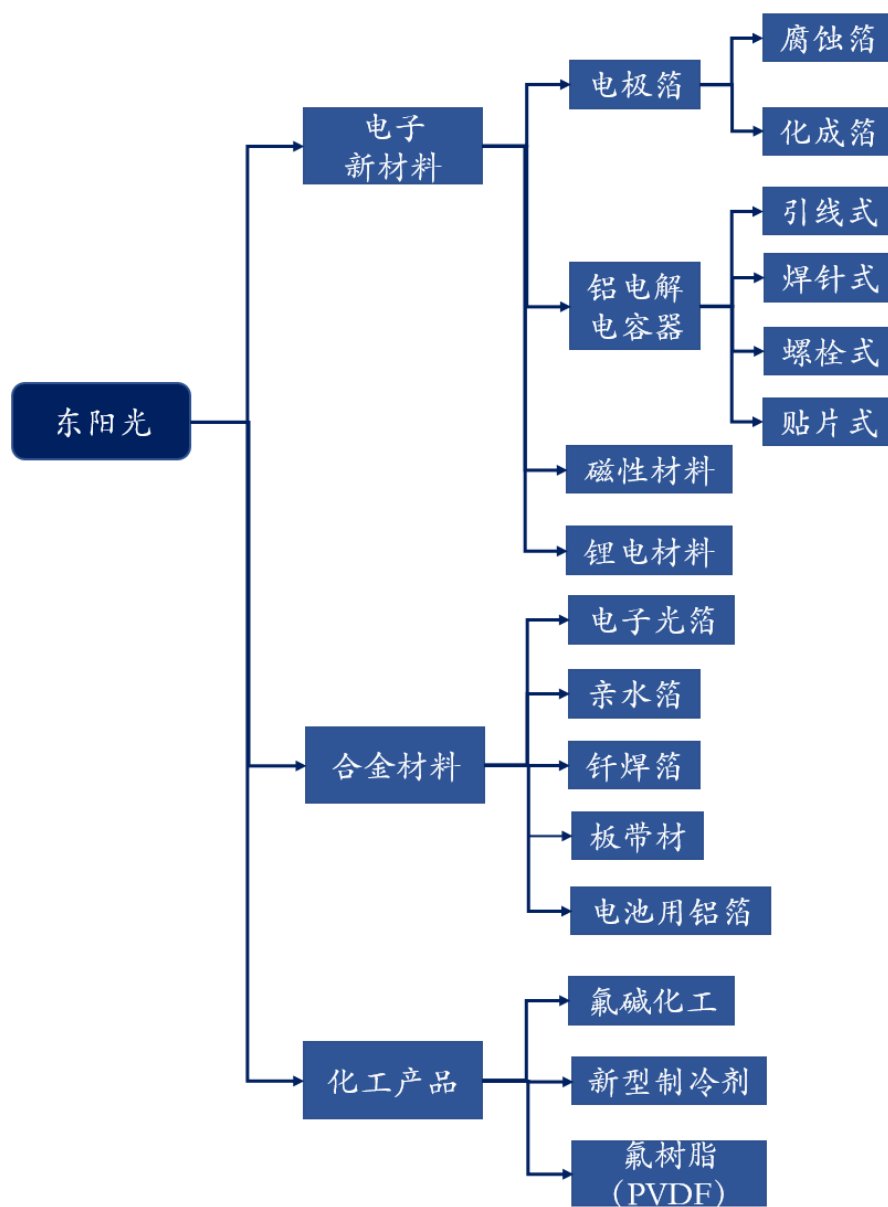 东阳光
电子
新材料
电极箔
腐蚀箔
化成箔
铝电解
电容器
引线式
焊针式
螺栓式
贴片式
磁性材料
锂电材料
合金材料
电子光箔
亲水箔
钎焊箔
板带材
电池用铝箔
化工产品
氟碱化工
新型制冷剂
氟树脂
(PVDF)